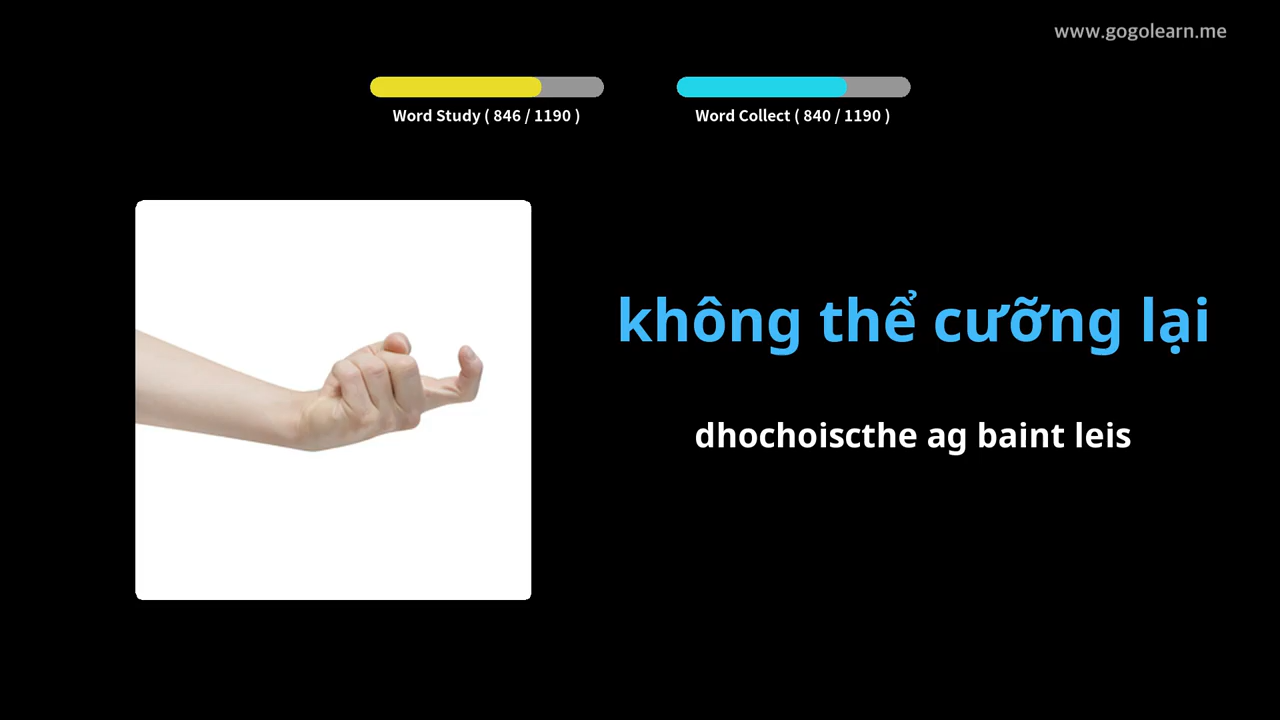 www.gogolearn.me
Word Study ( 846 / 1190 )
Word Collect ( 840 / 1190 )
không thể cưỡng lại
dhochoiscthe ag baint leis